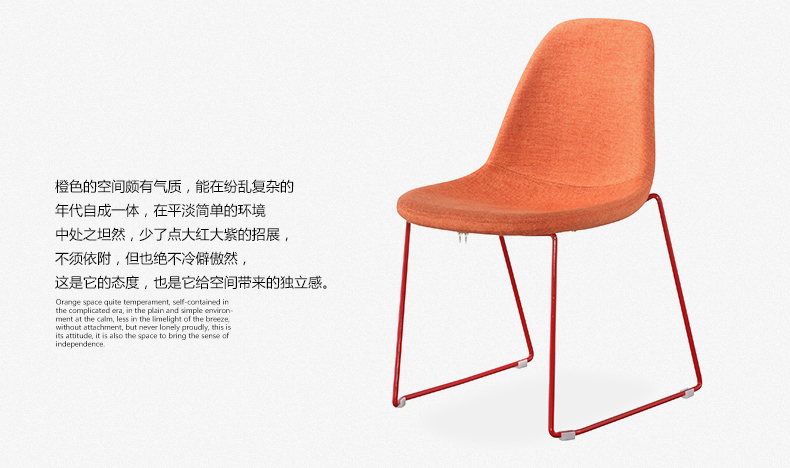 橙色的空间颇有气质，能在纷乱复杂的
年代自成一体，在平淡简单的环境
中处之坦然，少了点大红大紫的招展，
不须依附，但也绝不冷僻傲然，
这是它的态度，也是它给空间带来的独立感。
Orange space quite temperament, self-contained in
the complicated era, in the plain and simple environ-
ment at the calm, less in the limelight of the breeze,
without attachment, but never lonely proudly, this is
its attitude, it is also the space to bring the sense of
independence.